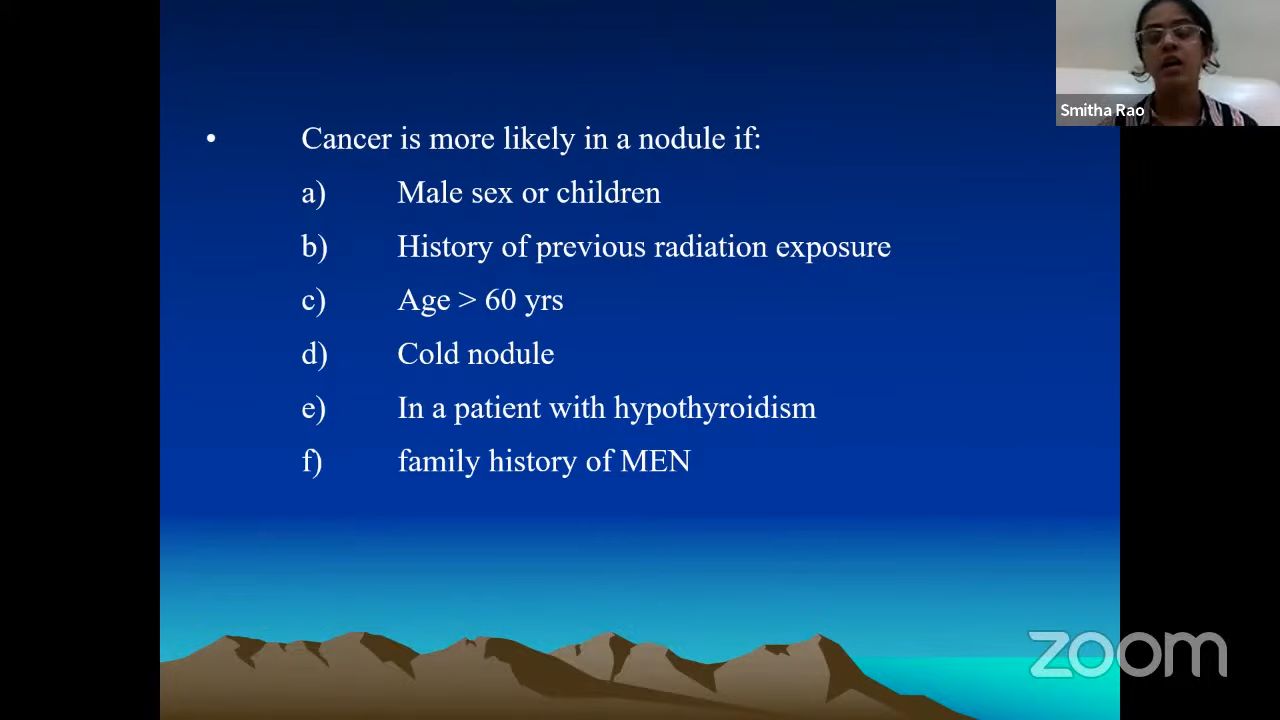 Smitha Rao
• Cancer is more likely in a nodule if:
a) Male sex or children
b) History of previous radiation exposure
c) Age > 60 yrs
d) Cold nodule
e) In a patient with hypothyroidism
f) family history of MEN
zoom